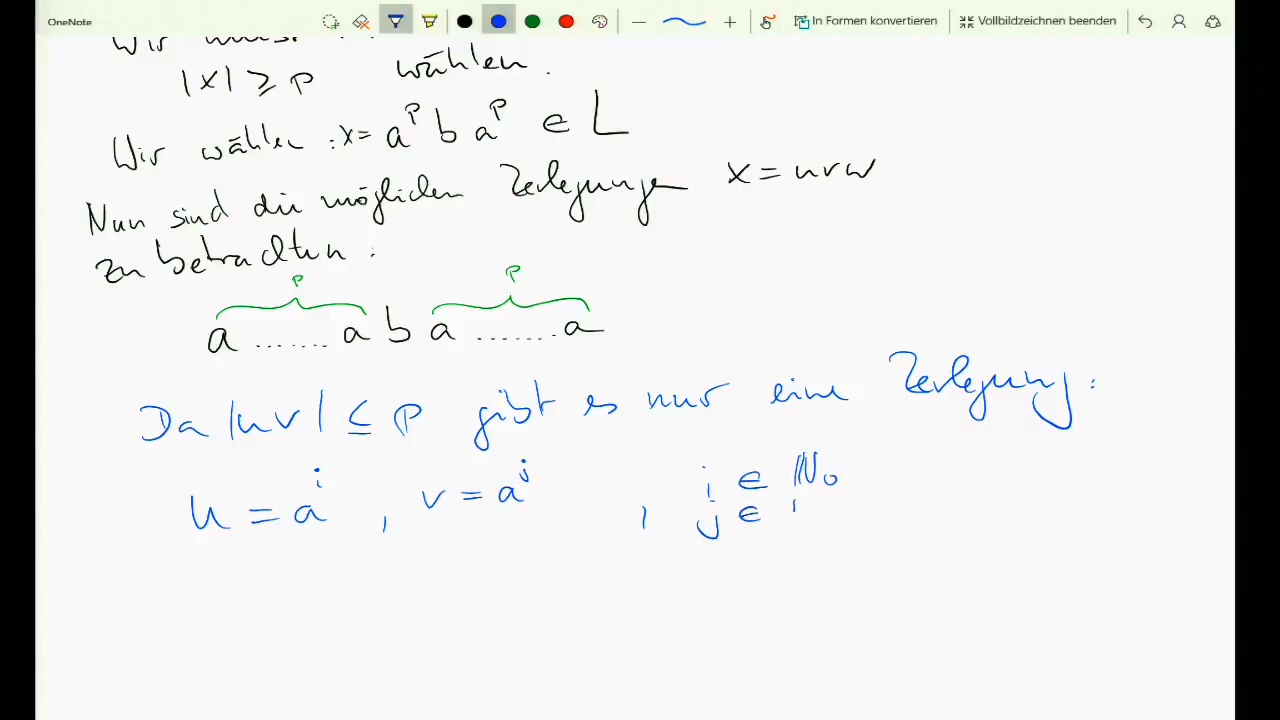 OneNote
In Formen konvertieren
Vollbildzeichnen beenden
Wir
|x| ≥ p wählen.
Wir wählen: x = a^p b a^p ∈ L
Nun sind die möglichen Zerlegungen x = uvw
zu betrachten:
p p
a ....... a b a ....... a
Da |uv| ≤ p gibt es nur eine Zerlegung:
u = a^i , v = a^j , i ∈ ℕ₀
j ∈